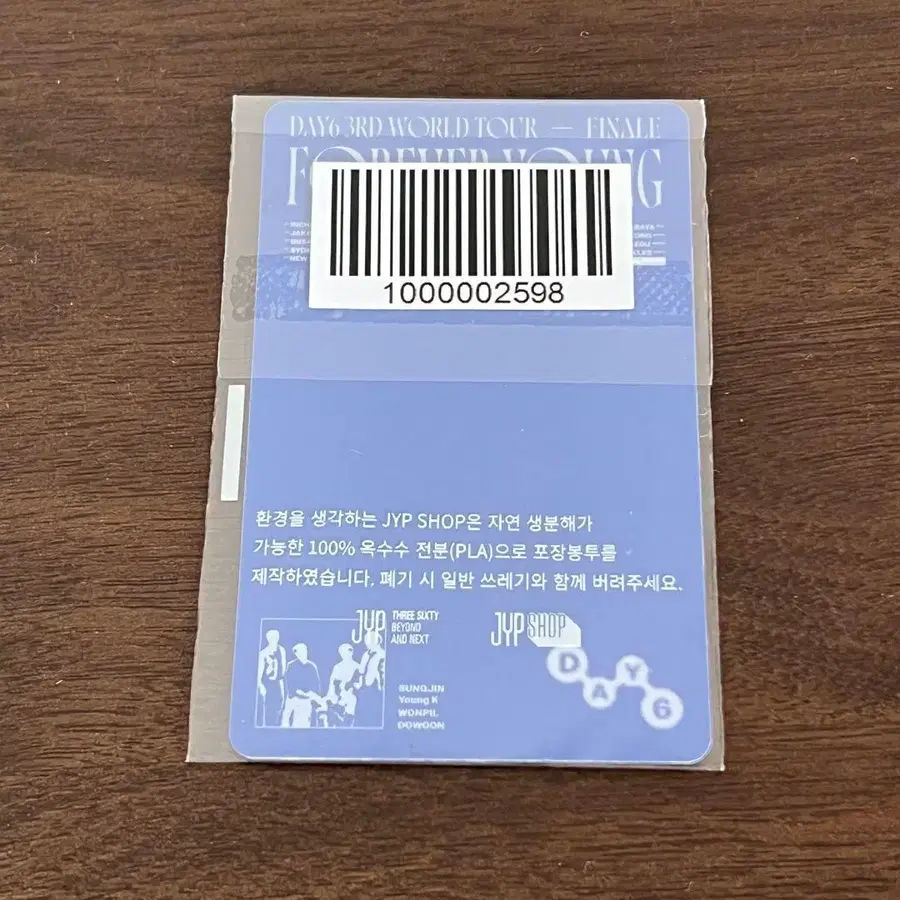 DAY6 3RD WORLD TOUR — FINALE
FOREVER YOUNG
1000002598
환경을 생각하는 JYP SHOP은 자연 생분해가
가능한 100% 옥수수 전분(PLA)으로 포장봉투를
제작하였습니다. 폐기 시 일반 쓰레기와 함께 버려주세요.
JYP THREE SIXTY
BEYOND
AND NEXT
JYP SHOP
DAY6
SUNGJIN
Young K
WONPIL
DOWOON